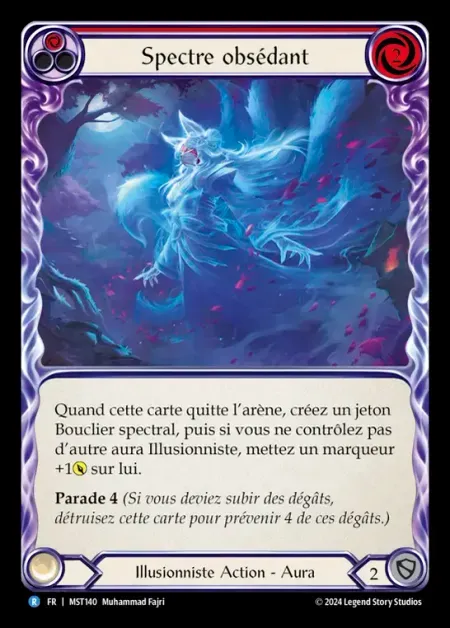 Spectre obsédant
2
Quand cette carte quitte l'arène, créez un jeton
Bouclier spectral, puis si vous ne contrôlez pas
d'autre aura Illusionniste, mettez un marqueur
+1 sur lui.
Parade 4 (Si vous deviez subir des dégâts,
détruisez cette carte pour prévenir 4 de ces dégâts.)
Illusionniste Action - Aura
2
R FR | MST140 Muhammad Fajri
© 2024 Legend Story Studios